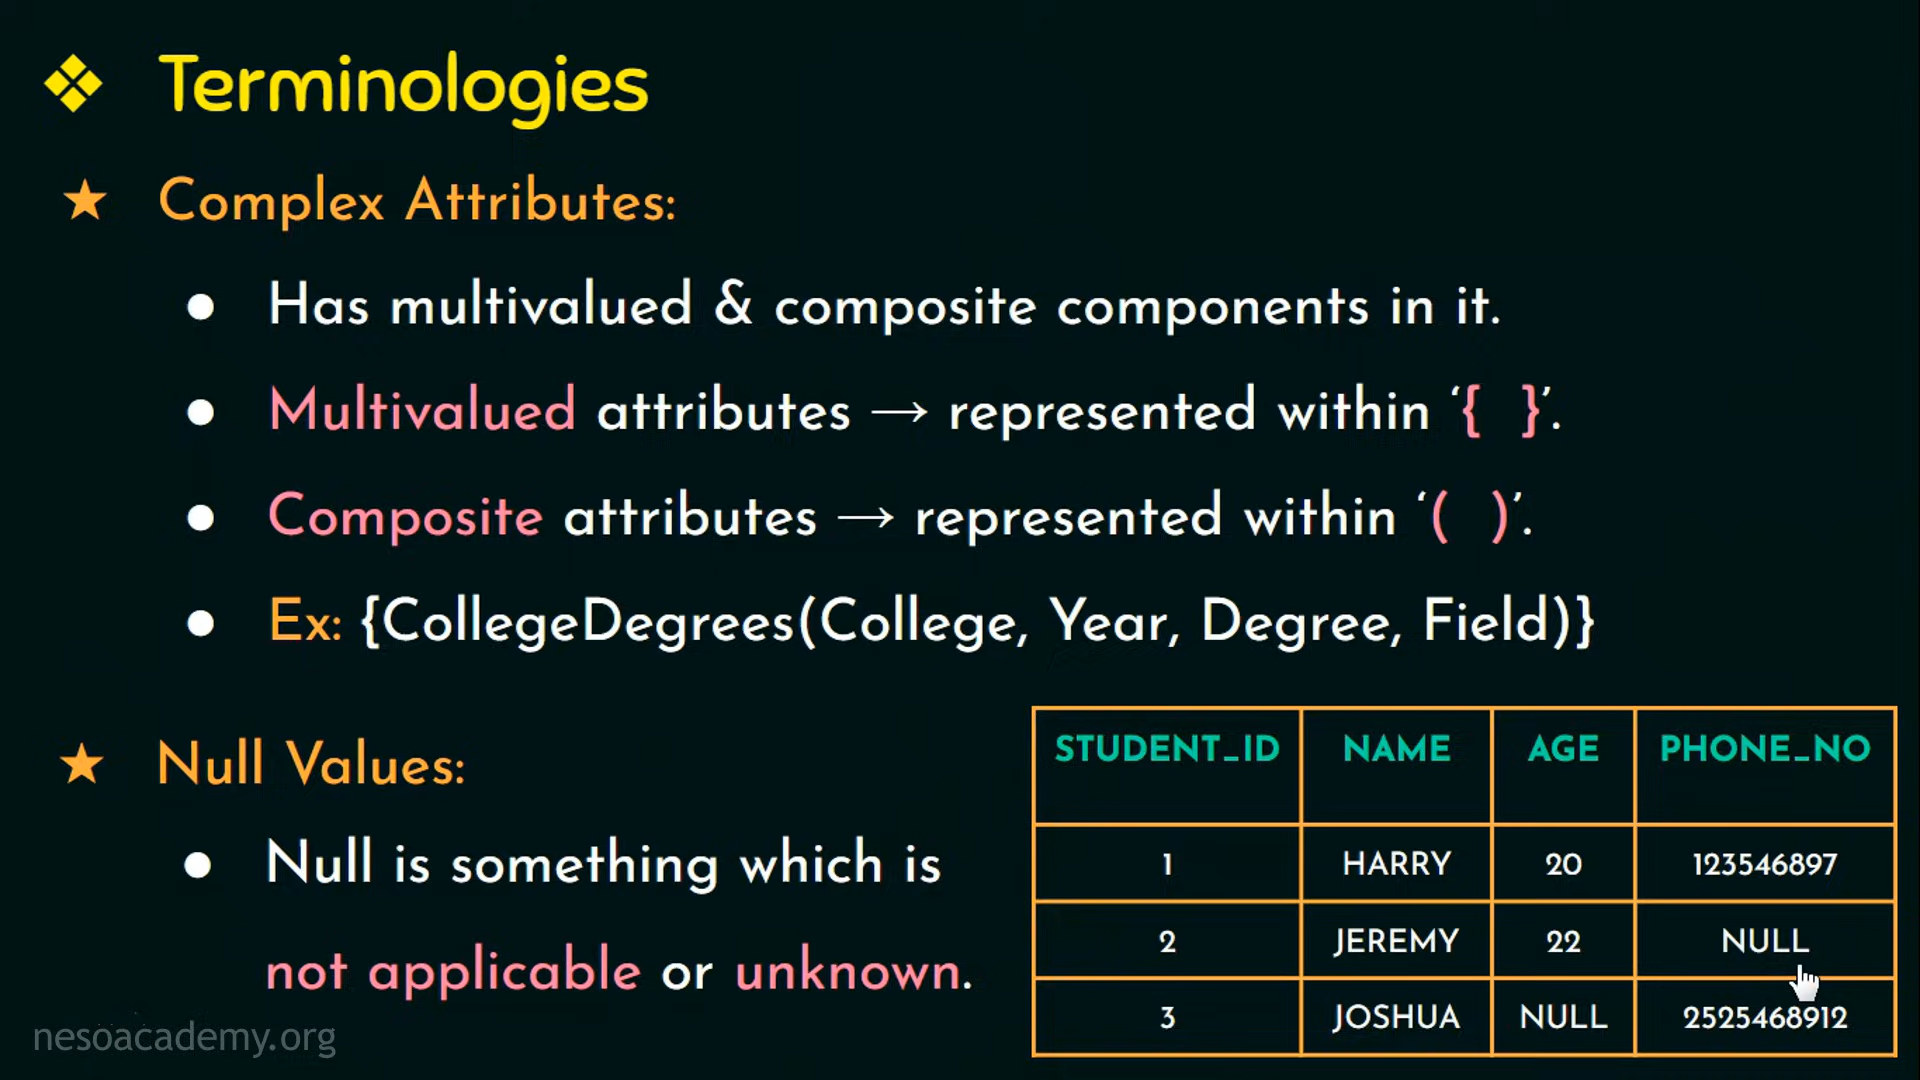 ❖ Terminologies
★ Complex Attributes:
● Has multivalued & composite components in it.
● Multivalued attributes → represented within ‘{ }’.
● Composite attributes → represented within ‘( )’.
● Ex: {CollegeDegrees(College, Year, Degree, Field)}
★ Null Values:
● Null is something which is
not applicable or unknown.
STUDENT_ID NAME AGE PHONE_NO
1 HARRY 20 123546897
2 JEREMY 22 NULL
3 JOSHUA NULL 2525468912
nesoacademy.org